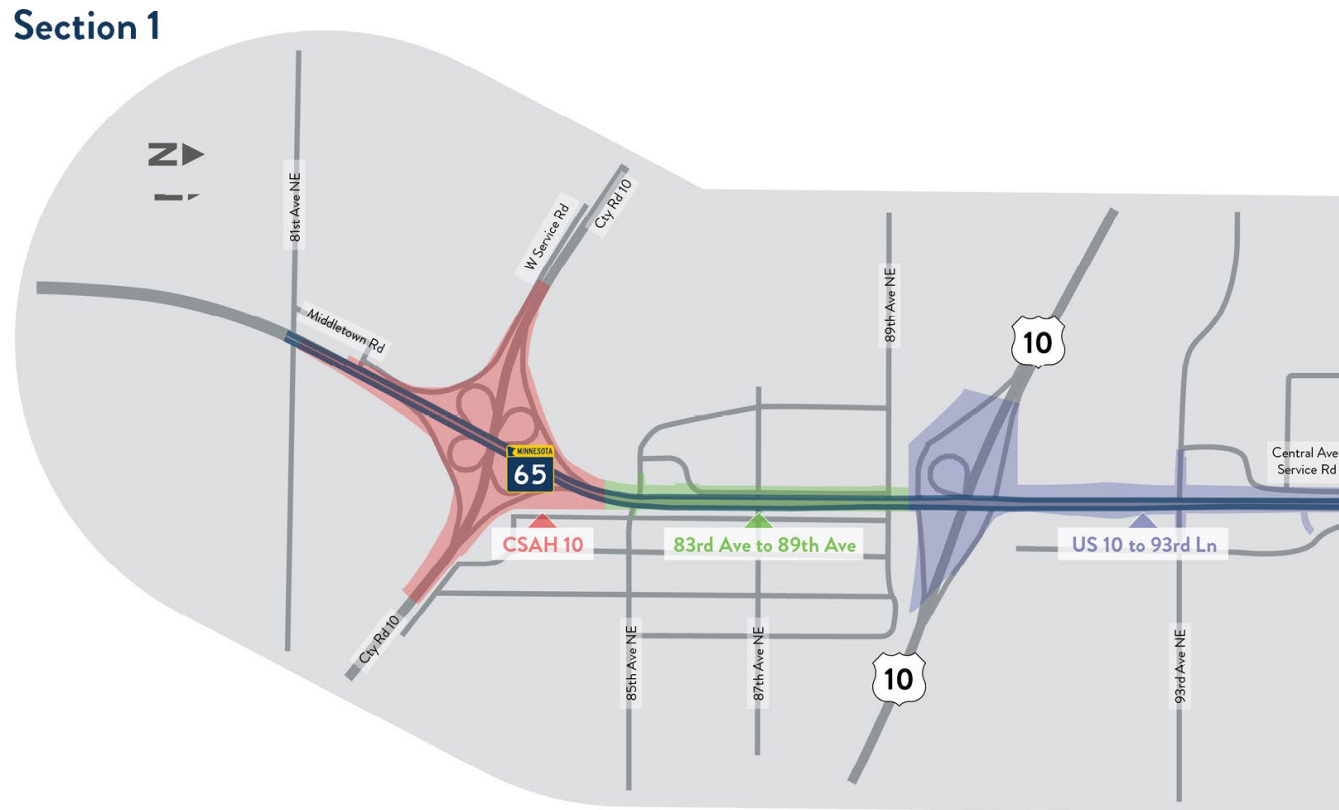 Section 1
N
81st Ave NE
Middletown Rd
W Service Rd
Cty Rd 10
89th Ave NE
10
MINNESOTA
65
Central Ave
Service Rd
CSAH 10
83rd Ave to 89th Ave
US 10 to 93rd Ln
Cty Rd 10
85th Ave NE
87th Ave NE
10
93rd Ave NE